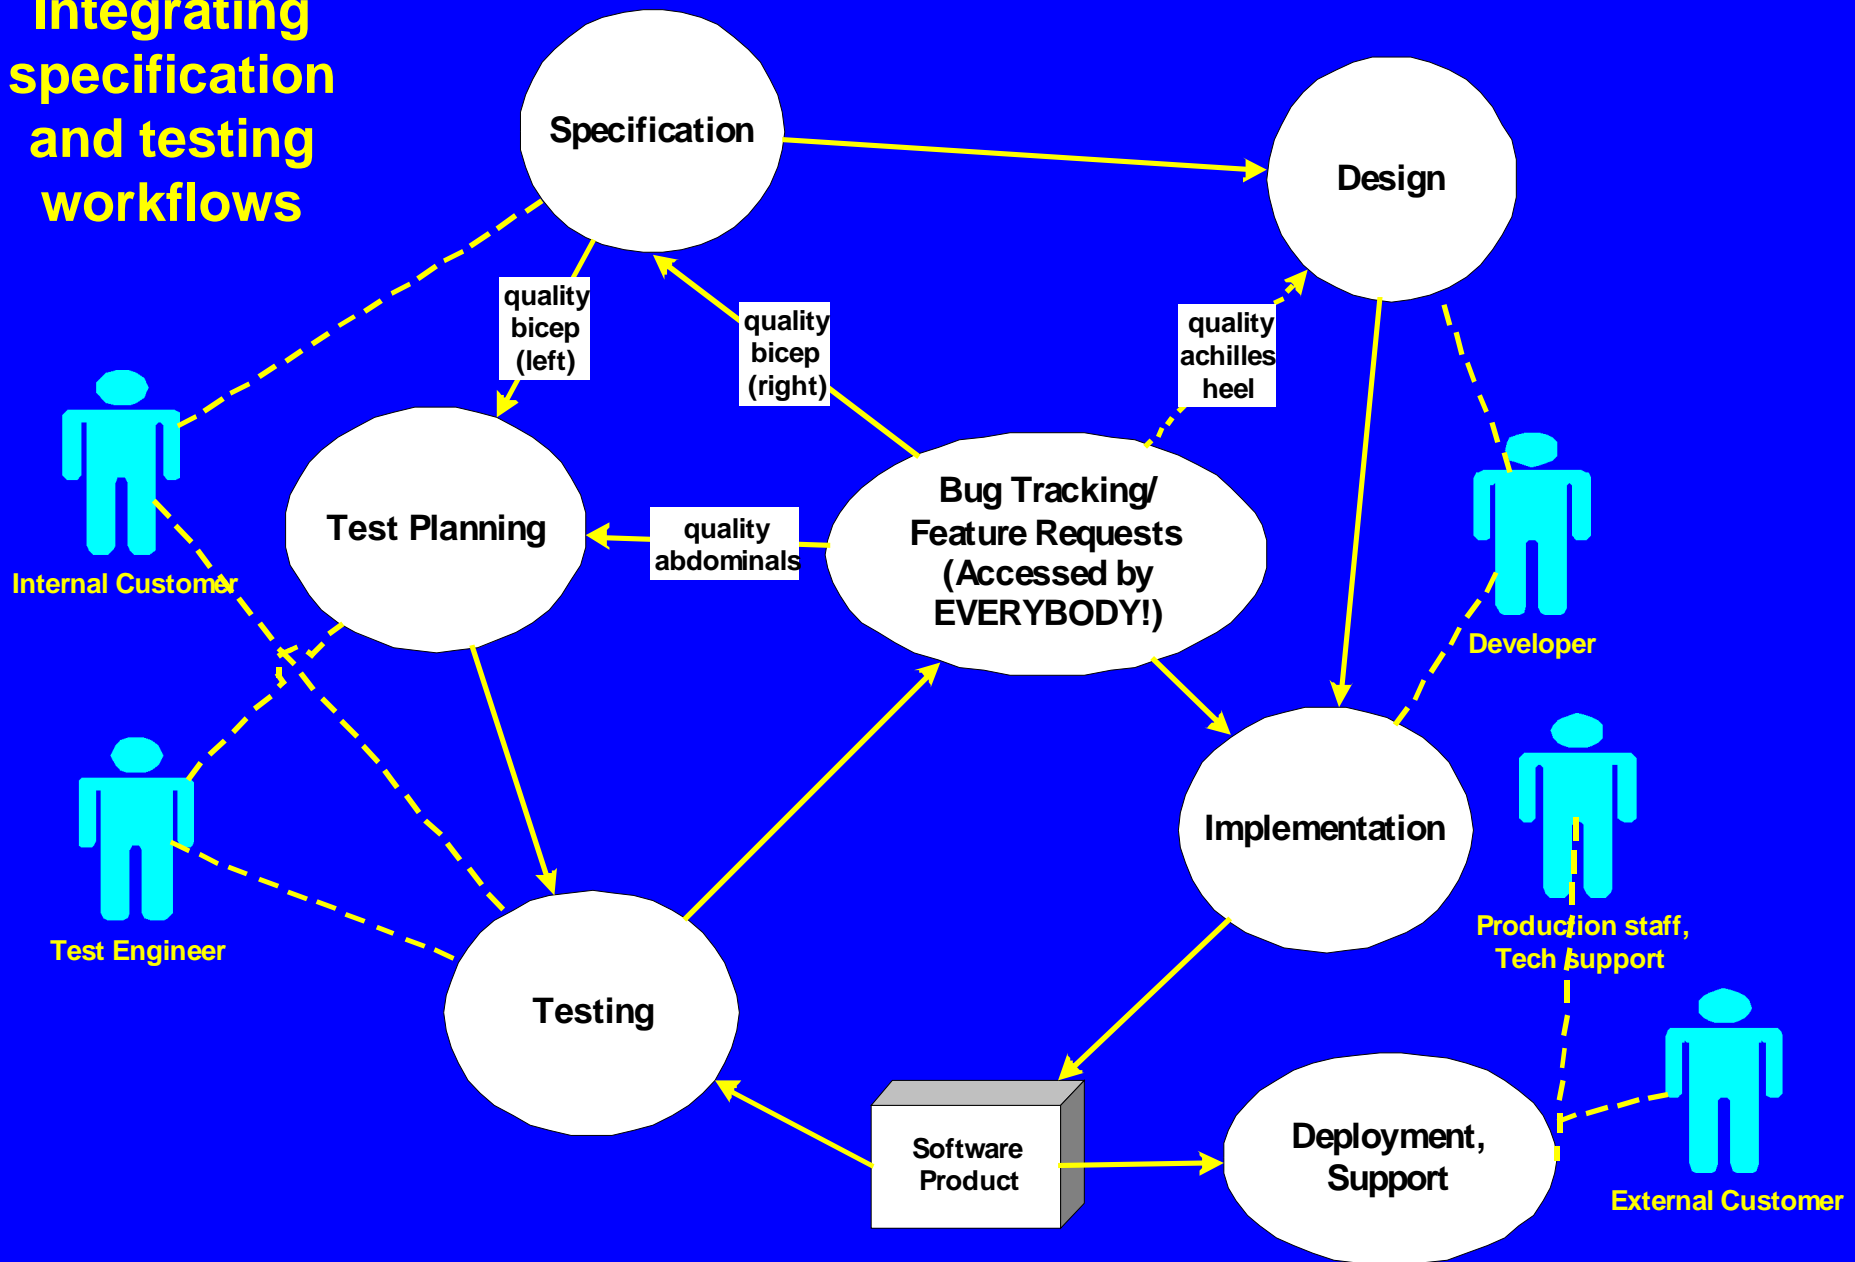 Integrating
specification
and testing
workflows
Specification
Design
quality
bicep
(left)
quality
bicep
(right)
quality
achilles
heel
Internal Customer
Test Planning
quality
abdominals
Bug Tracking/
Feature Requests
(Accessed by
EVERYBODY!)
Developer
Implementation
Test Engineer
Production staff,
Tech support
Testing
Software
Product
Deployment,
Support
External Customer